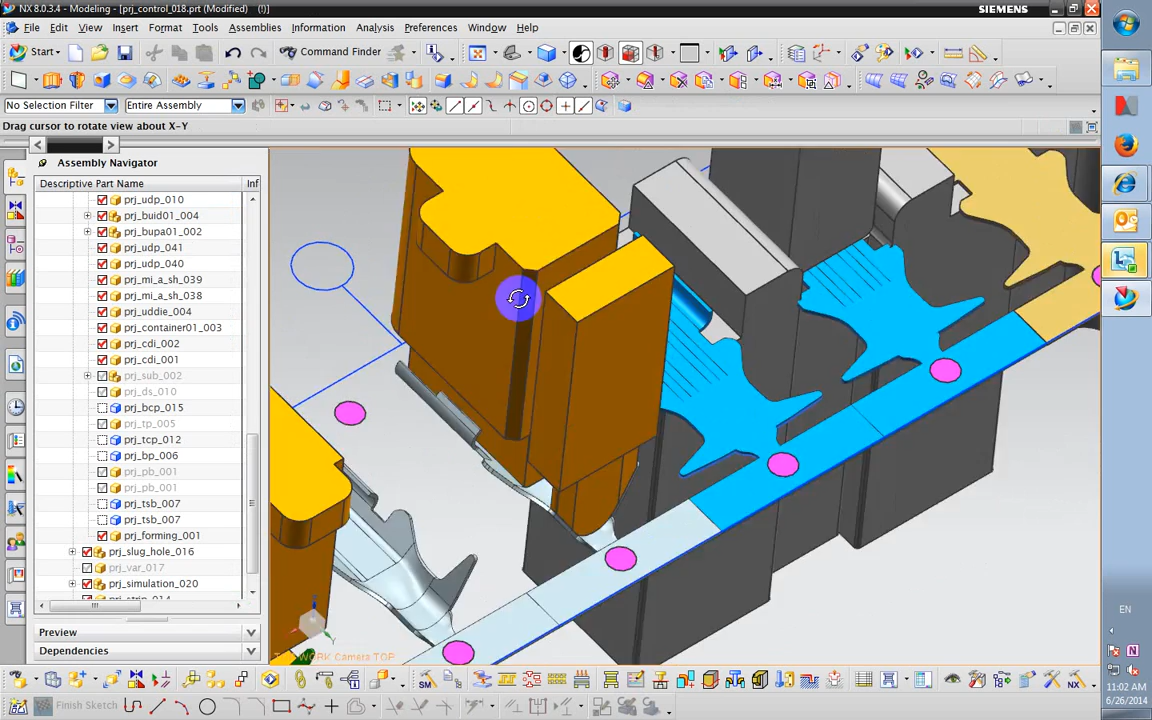 NX 8.0.3.4 - Modeling - [prj_control_018.prt (Modified)   (!)]
SIEMENS
File Edit View Insert Format Tools Assemblies Information Analysis Preferences Window Help
Start
Command Finder
No Selection Filter
Entire Assembly
Drag cursor to rotate view about X-Y
Assembly Navigator
Descriptive Part Name
Inf
prj_udp_010
prj_buid01_004
prj_bupa01_002
prj_udp_041
prj_udp_040
prj_mi_a_sh_039
prj_mi_a_sh_038
prj_uddie_004
prj_container01_003
prj_cdi_002
prj_cdi_001
prj_sub_002
prj_ds_010
prj_bcp_015
prj_tp_005
prj_tcp_012
prj_bp_006
prj_pb_001
prj_pb_001
prj_tsb_007
prj_tsb_007
prj_forming_001
prj_slug_hole_016
prj_var_017
prj_simulation_020
prj_strip_014
Preview
Dependencies
WORK Camera TOP
Finish Sketch
EN
11:02 AM
6/26/2014